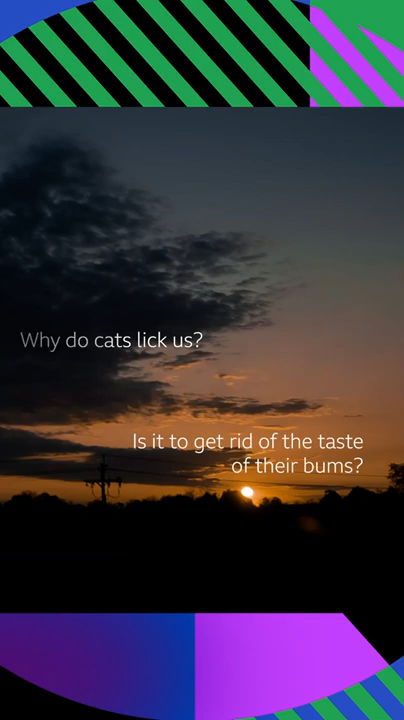 Why do cats lick us?
Is it to get rid of the taste
of their bums?